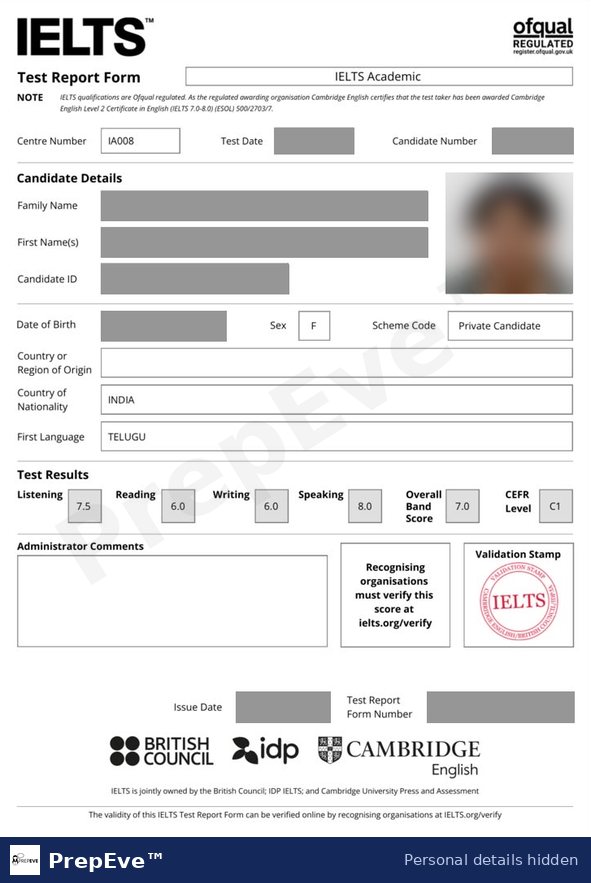 IELTS™
ofqual
REGULATED
register.ofqual.gov.uk
Test Report Form
IELTS Academic
NOTE
IELTS qualifications are Ofqual regulated. As the regulated awarding organisation Cambridge English certifies that the test taker has been awarded Cambridge
English Level 2 Certificate in English (IELTS 7.0-8.0) (ESOL) 500/2703/7.
Centre Number IA008 Test Date Candidate Number
Candidate Details
Family Name
First Name(s)
Candidate ID
Date of Birth Sex F Scheme Code Private Candidate
Country or
Region of Origin
Country of
Nationality
INDIA
First Language TELUGU
PrepEve™
Test Results
Listening 7.5 Reading 6.0 Writing 6.0 Speaking 8.0 Overall Band Score 7.0 CEFR Level C1
Administrator Comments
Recognising
organisations
must verify this
score at
ielts.org/verify
Validation Stamp
VALIDATION STAMP
IELTS
CAMBRIDGE ENGLISH/BRITISH COUNCIL/IDP:IA
Issue Date
Test Report
Form Number
BRITISH
COUNCIL
idp
CAMBRIDGE
English
IELTS is jointly owned by the British Council; IDP IELTS; and Cambridge University Press and Assessment
The validity of this IELTS Test Report Form can be verified online by recognising organisations at IELTS.org/verify
PREPEVE
PrepEve™
Personal details hidden